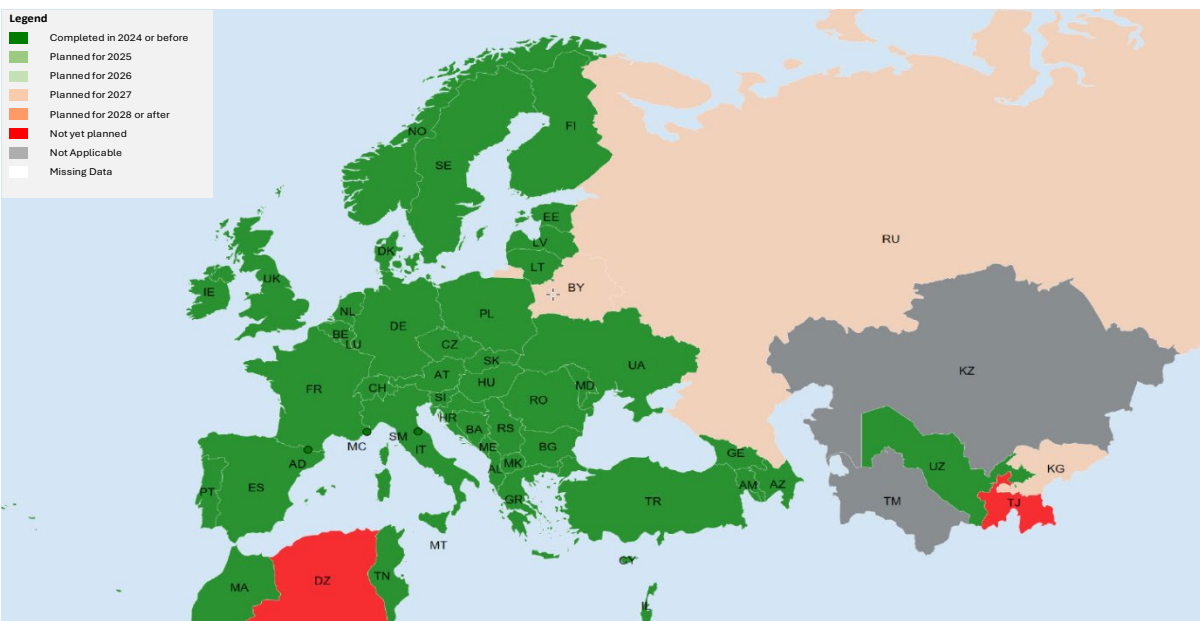 Legend
Completed in 2024 or before
Planned for 2025
Planned for 2026
Planned for 2027
Planned for 2028 or after
Not yet planned
Not Applicable
Missing Data
NO
FI
SE
EE
RU
LV
DK
LT
UK
BY
IE
NL
PL
DE
BE
LU
CZ
SK
UA
KZ
AT
HU
MD
CH
FR
SI
RO
HR
BA
RS
SM
MC
ME
IT
BG
GE
AD
MK
AL
UZ
KG
PT
ES
AM
AZ
GR
TR
TM
TJ
MT
CY
TN
DZ
MA
IL